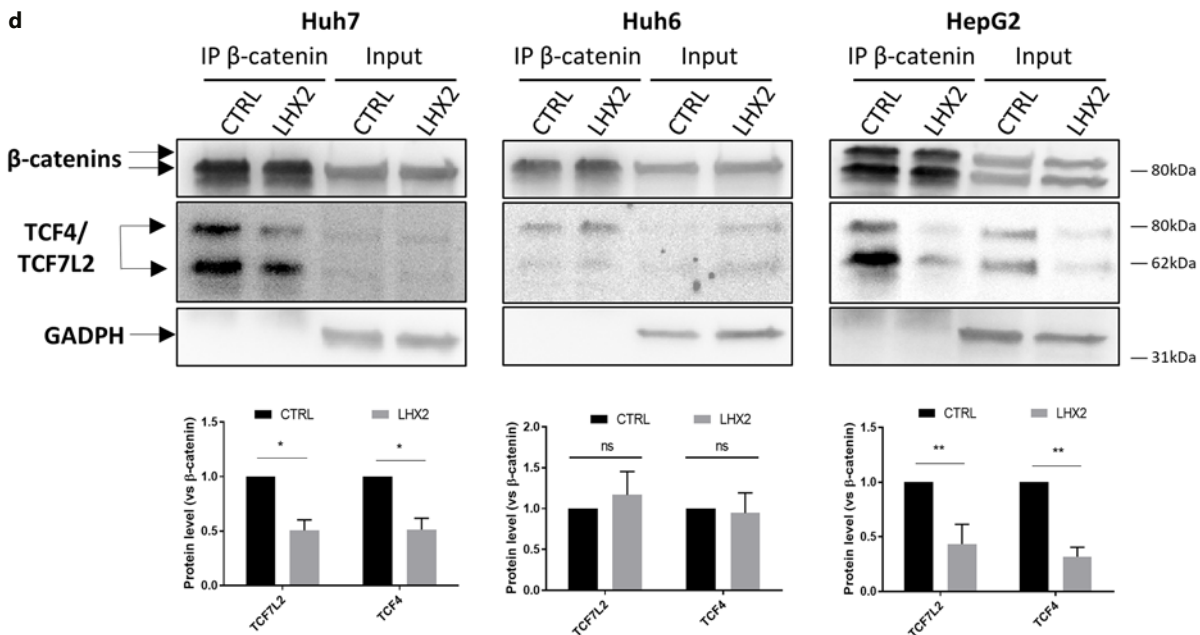 d
Huh7 Huh6 HepG2
IP β-catenin Input IP β-catenin Input IP β-catenin Input
CTRL LHX2 CTRL LHX2 CTRL LHX2 CTRL LHX2 CTRL LHX2 CTRL LHX2
β-catenins
— 80kDa
TCF4/
TCF7L2
— 80kDa
— 62kDa
GADPH
— 31kDa
CTRL LHX2
Protein level (vs β-catenin)
1.5
1.0
0.5
0.0
* *
TCF7L2 TCF4
CTRL LHX2
Protein level (vs β-catenin)
2.0
1.5
1.0
0.5
0.0
ns ns
TCF7L2 TCF4
CTRL LHX2
Protein level (vs β-catenin)
1.5
1.0
0.5
0.0
** **
TCF7L2 TCF4